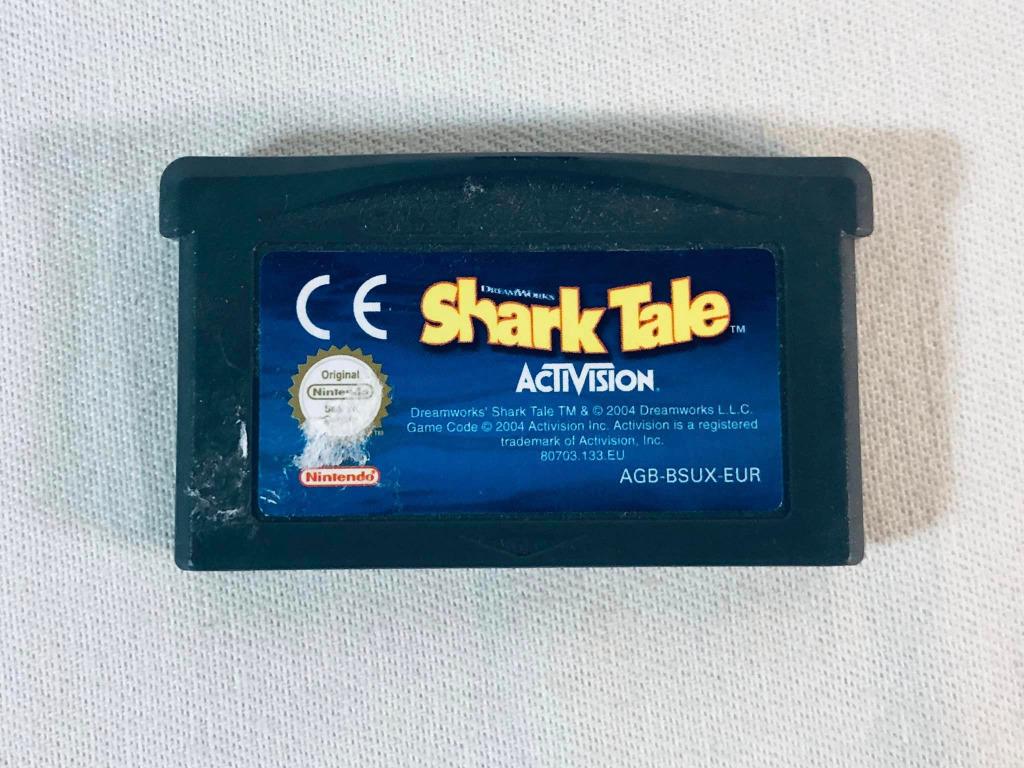 CE
DREAMWORKS
Shark Tale™
ACTIVISION®
Original
Nintendo
Dreamworks' Shark Tale TM & © 2004 Dreamworks L.L.C.
Game Code © 2004 Activision Inc. Activision is a registered
trademark of Activision, Inc.
80703.133.EU
Nintendo
AGB-BSUX-EUR